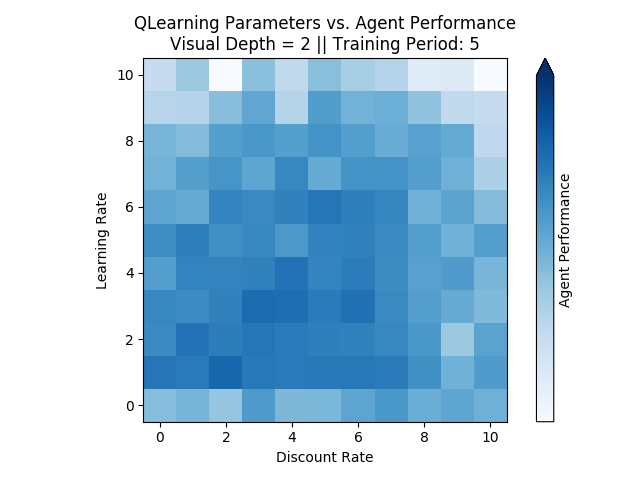 QLearning Parameters vs. Agent Performance
Visual Depth = 2 || Training Period: 5
10
8
6
4
2
0
Learning Rate
0 2 4 6 8 10
Discount Rate
Agent Performance